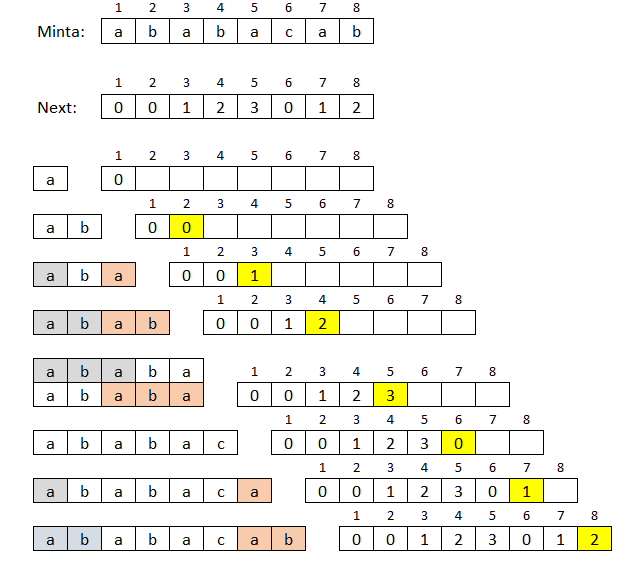 1 2 3 4 5 6 7 8
Minta: a b a b a c a b
1 2 3 4 5 6 7 8
Next: 0 0 1 2 3 0 1 2
1 2 3 4 5 6 7 8
a 0
1 2 3 4 5 6 7 8
a b 0 0
1 2 3 4 5 6 7 8
a b a 0 0 1
1 2 3 4 5 6 7 8
a b a b 0 0 1 2
a b a b a
1 2 3 4 5 6 7 8
a b a b a 0 0 1 2 3
1 2 3 4 5 6 7 8
a b a b a c 0 0 1 2 3 0
1 2 3 4 5 6 7 8
a b a b a c a 0 0 1 2 3 0 1
1 2 3 4 5 6 7 8
a b a b a c a b 0 0 1 2 3 0 1 2